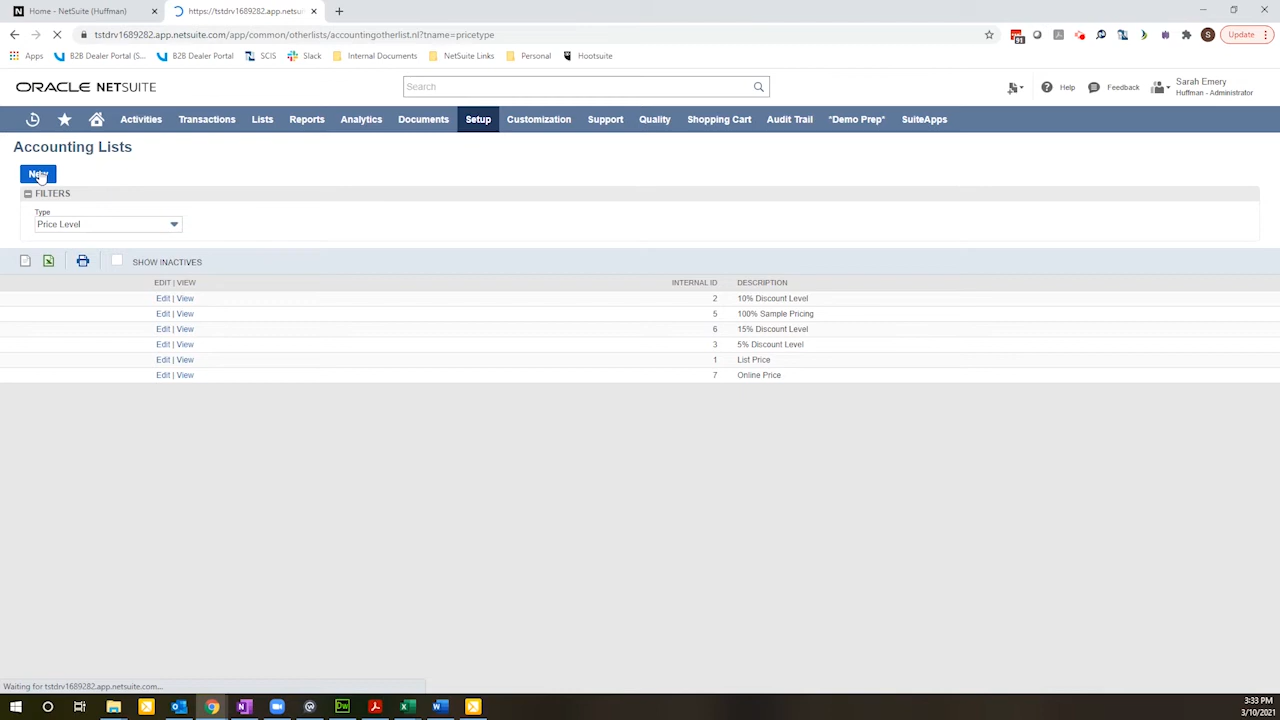 Home - NetSuite (Huffman)
https://tstdrv1689282.app.netsuit
tstdrv1689282.app.netsuite.com/app/common/otherlists/accountingotherlist.nl?tname=pricetype
91
S
Update
Apps
B2B Dealer Portal (S...
B2B Dealer Portal
SCIS
Slack
Internal Documents
NetSuite Links
Personal
Hootsuite
ORACLE NETSUITE
Search
Help
Feedback
Sarah Emery
Huffman - Administrator
Activities
Transactions
Lists
Reports
Analytics
Documents
Setup
Customization
Support
Quality
Shopping Cart
Audit Trail
*Demo Prep*
SuiteApps
Accounting Lists
New
FILTERS
Type
Price Level
SHOW INACTIVES
EDIT | VIEW INTERNAL ID DESCRIPTION
Edit | View 2 10% Discount Level
Edit | View 5 100% Sample Pricing
Edit | View 6 15% Discount Level
Edit | View 3 5% Discount Level
Edit | View 1 List Price
Edit | View 7 Online Price
Waiting for tstdrv1689282.app.netsuite.com...
3:33 PM
3/10/2021